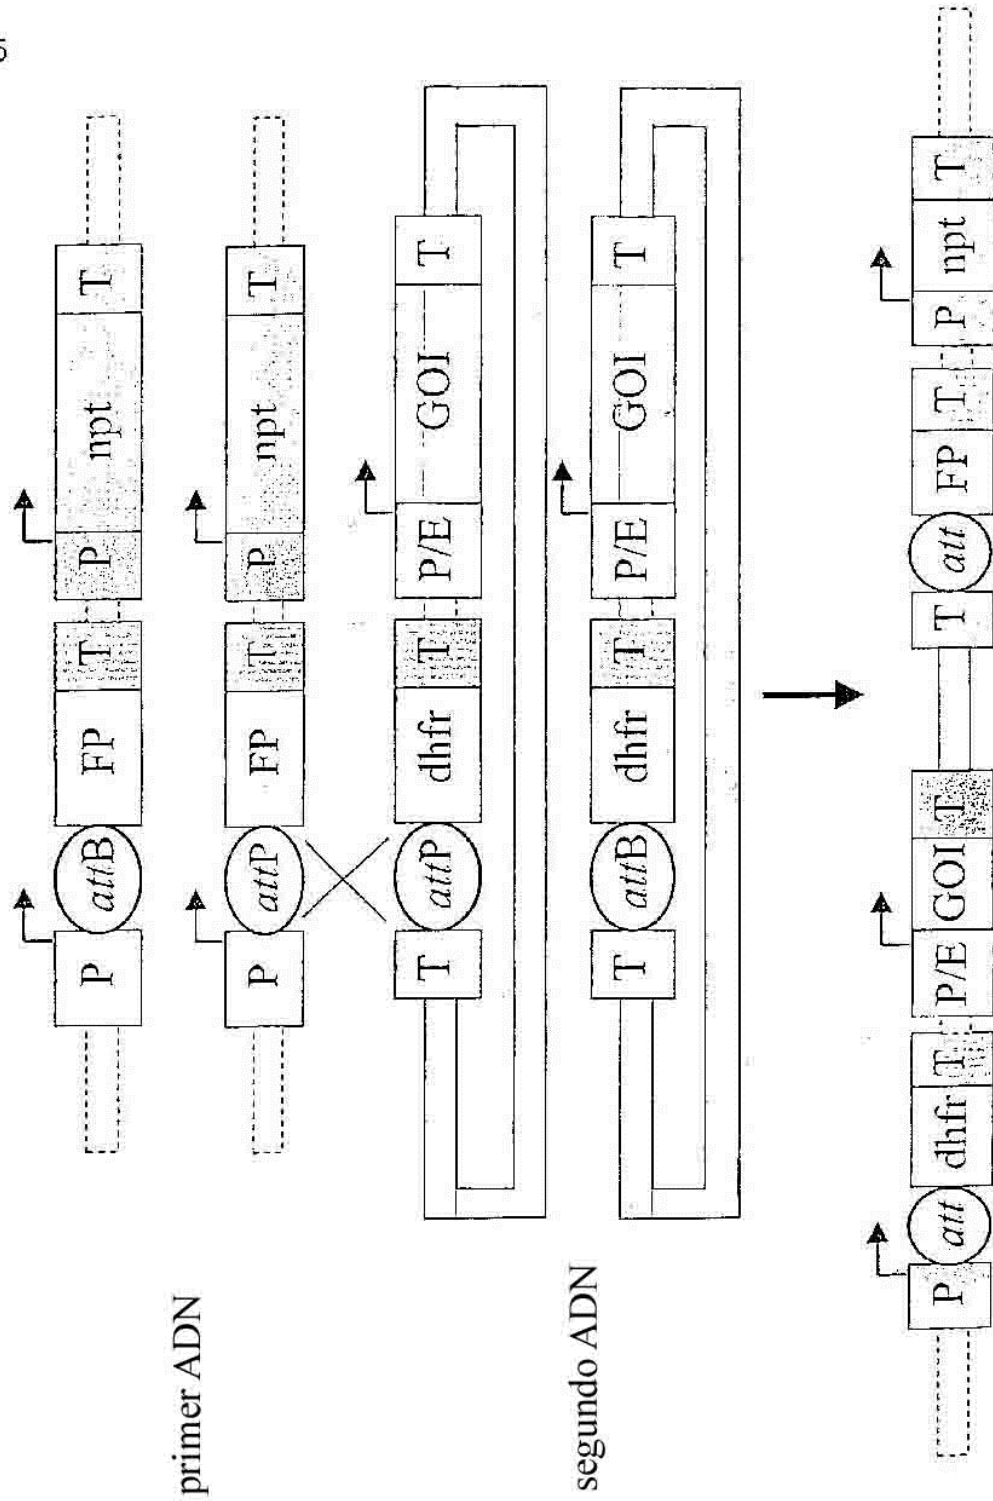 5
P attB FP T P npt T
primer ADN
P attP FP T P npt T
T attP dhfr T P/E GOI T
segundo ADN
T attB dhfr T P/E GOI T
P att dhfr T P/E GOI T T att FP T P npt T